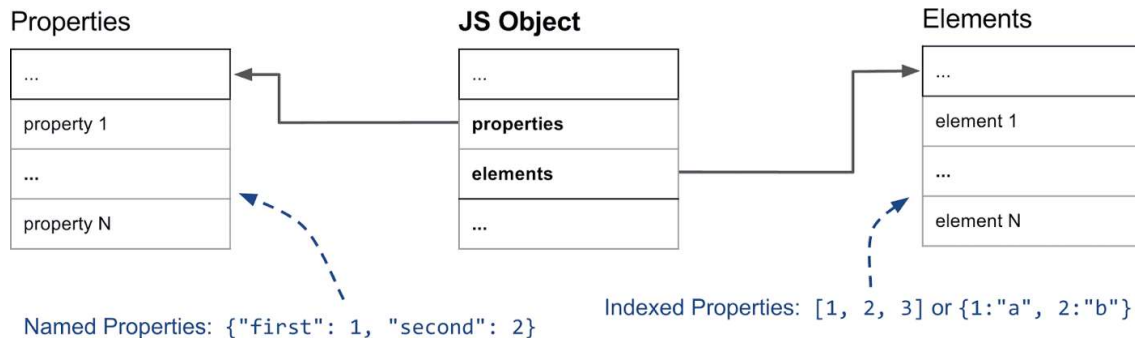 Properties
...
property 1
...
property N
JS Object
...
properties
elements
...
Elements
...
element 1
...
element N
Named Properties: {"first": 1, "second": 2}
Indexed Properties: [1, 2, 3] or {1:"a", 2:"b"}